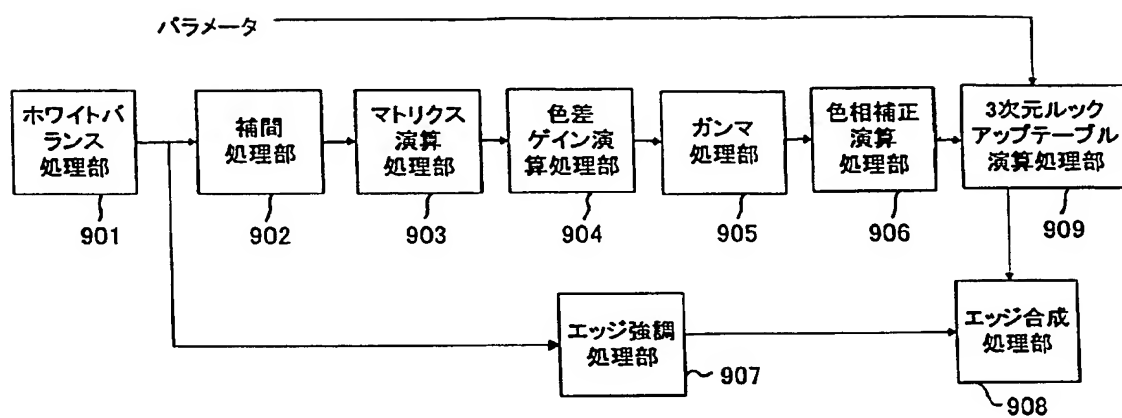 パラメータ
ホワイトバ
ランス
処理部
補間
処理部
マトリクス
演算
処理部
色差
ゲイン演
算処理部
ガンマ
処理部
色相補正
演算
処理部
3次元ルック
アップテーブル
演算処理部
901
902
903
904
905
906
909
エッジ強調
処理部
エッジ合成
処理部
907
908